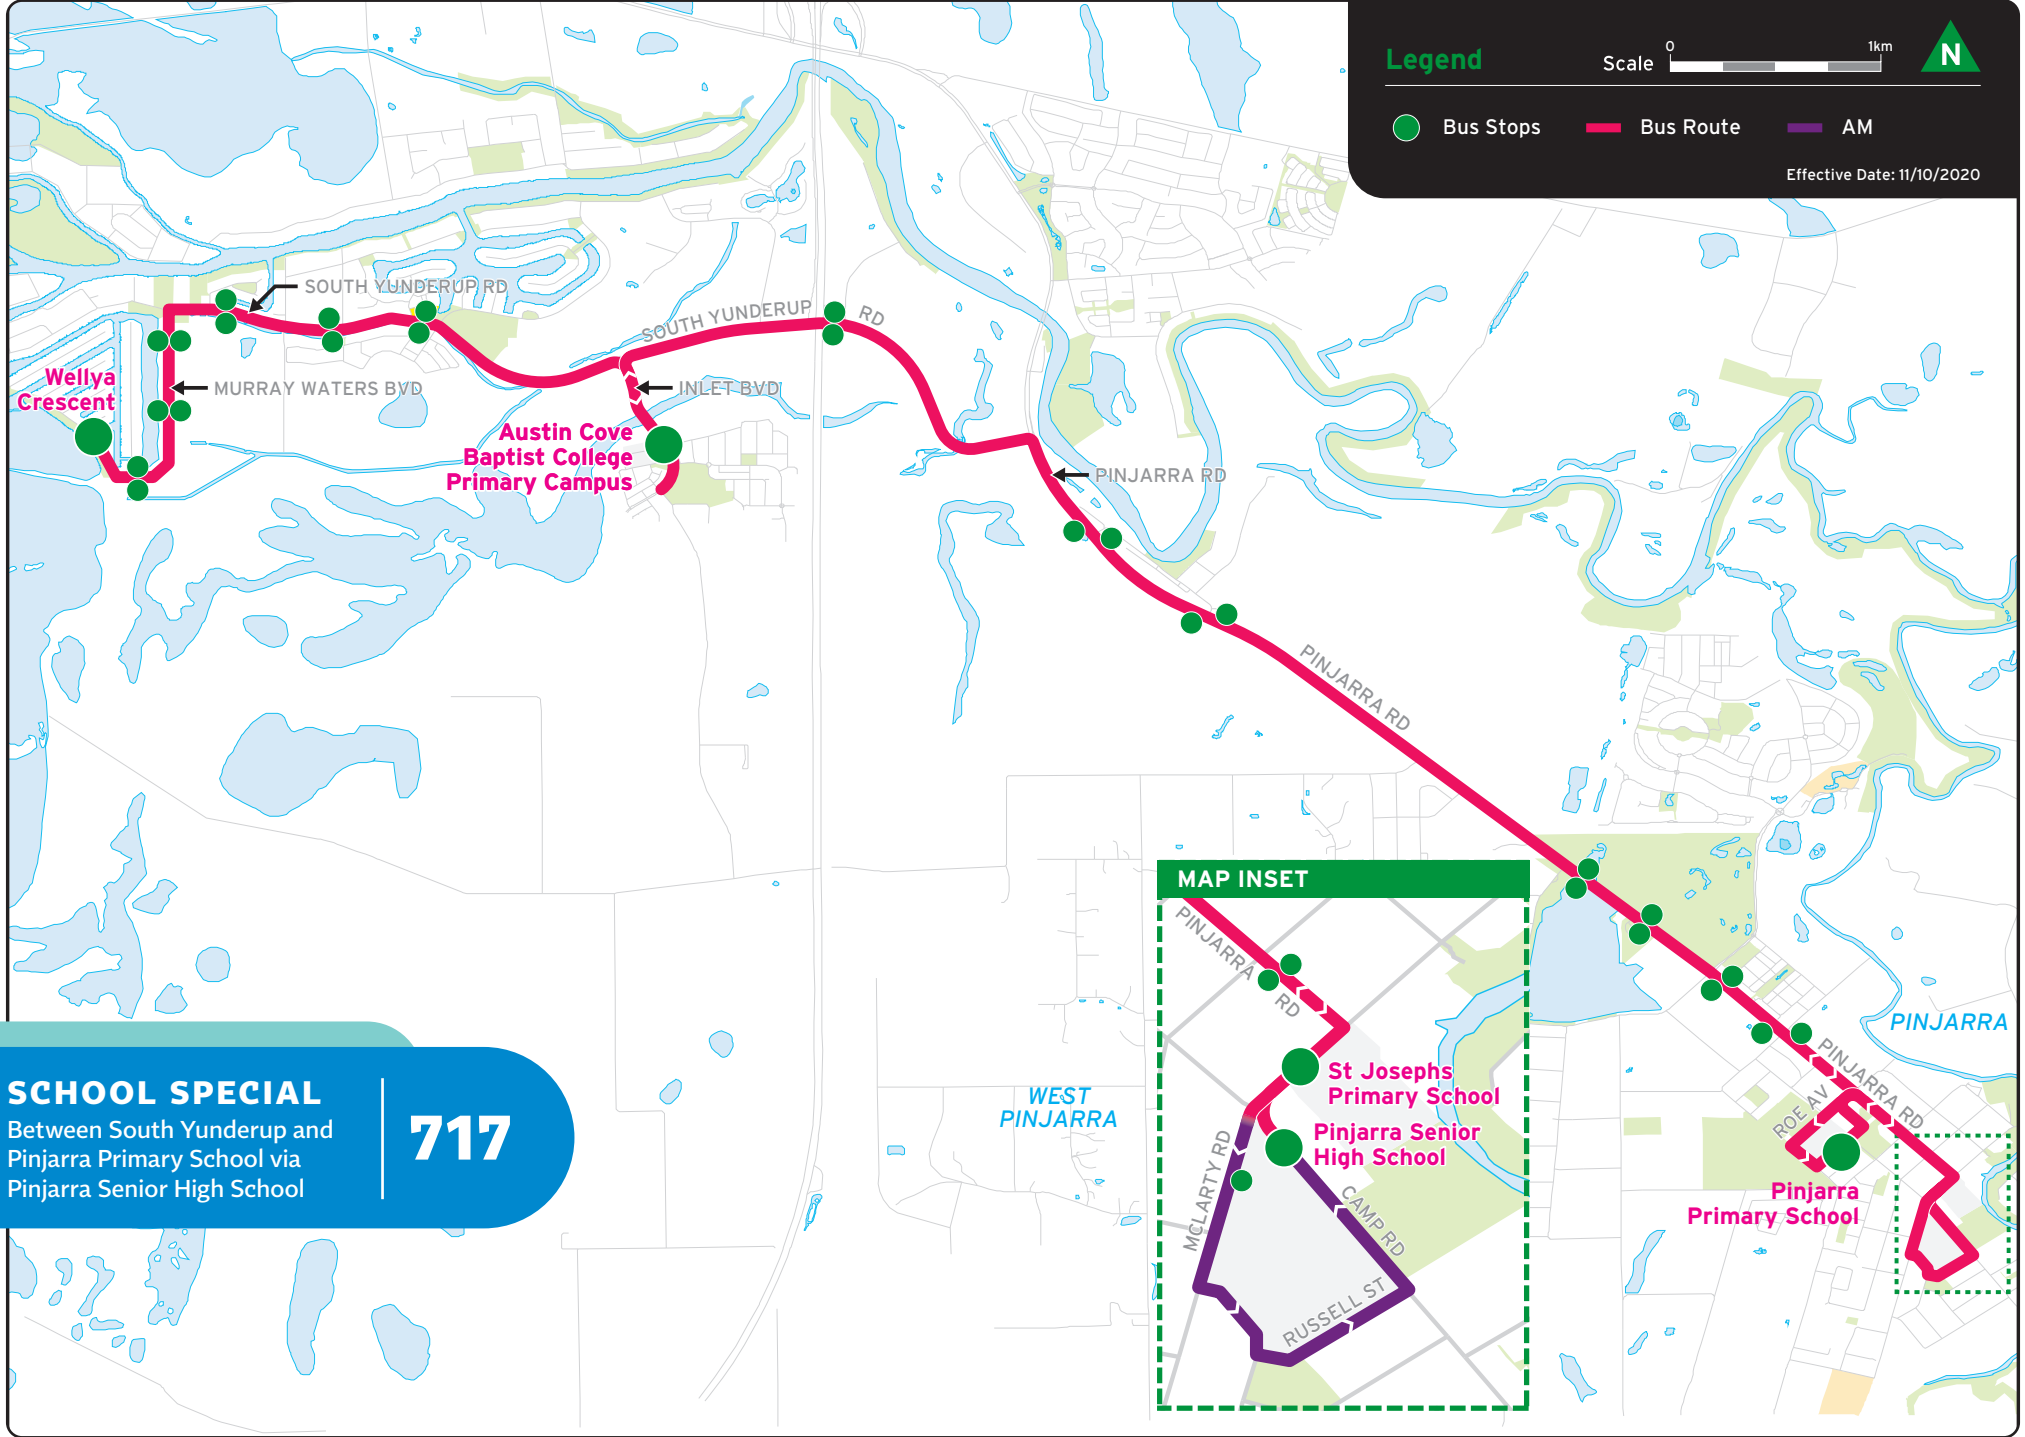 Legend
Scale
0
1km
N
Bus Stops
Bus Route
AM
Effective Date: 11/10/2020
SOUTH YUNDERUP RD
SOUTH YUNDERUP
RD
Wellya
Crescent
MURRAY WATERS BVD
INLET BVD
Austin Cove
Baptist College
Primary Campus
PINJARRA RD
PINJARRA RD
MAP INSET
PINJARRA
RD
St Josephs
Primary School
Pinjarra Senior
High School
MCLARTY RD
CAMP RD
RUSSELL ST
PINJARRA
PINJARRA RD
ROE AV
Pinjarra
Primary School
WEST
PINJARRA
SCHOOL SPECIAL
Between South Yunderup and
Pinjarra Primary School via
Pinjarra Senior High School
717